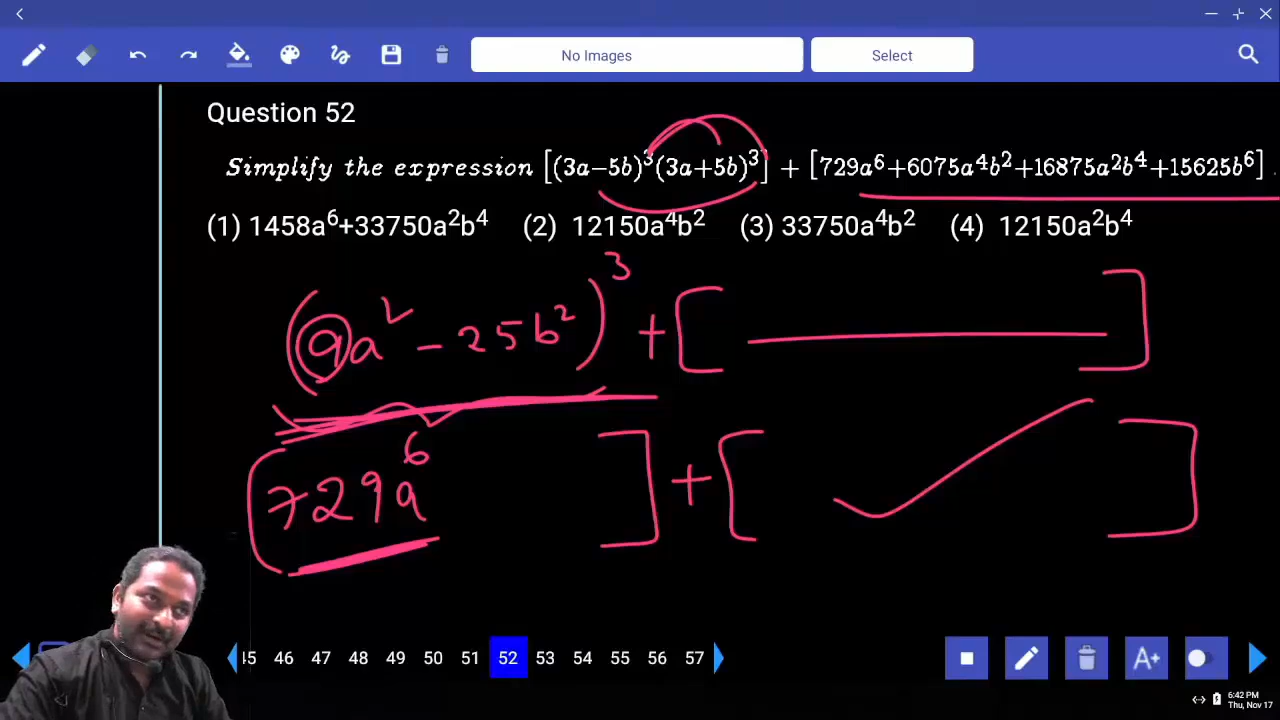 No Images
Select
Question 52
Simplify the expression [(3a−5b)³(3a+5b)³] + [729a⁶+6075a⁴b²+16875a²b⁴+15625b⁶]
(1) 1458a⁶+33750a²b⁴ (2) 12150a⁴b² (3) 33750a⁴b² (4) 12150a²b⁴
(9a² − 25b²)³ + [ ]
[729a⁶ ] + [ ]
45 46 47 48 49 50 51 52 53 54 55 56 57
A+
6:42 PM
Thu, Nov 17